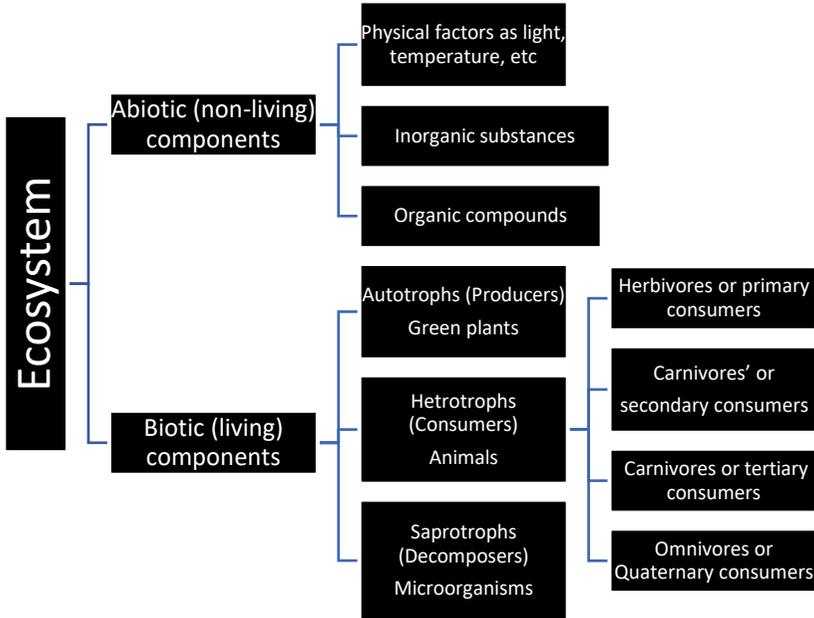 Ecosystem
Abiotic (non-living)
components
Physical factors as light,
temperature, etc
Inorganic substances
Organic compounds
Biotic (living)
components
Autotrophs (Producers)
Green plants
Hetrotrophs
(Consumers)
Animals
Herbivores or primary
consumers
Carnivores’ or
secondary consumers
Carnivores or tertiary
consumers
Omnivores or
Quaternary consumers
Saprotrophs
(Decomposers)
Microorganisms